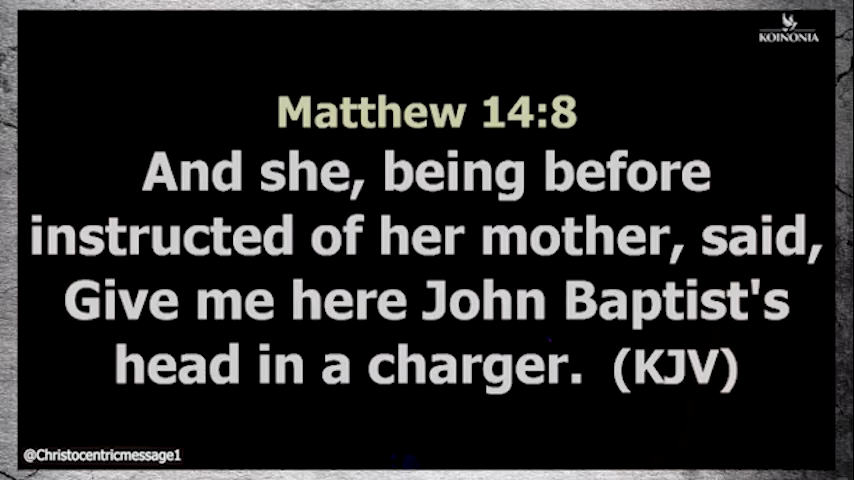 KOINONIA
Matthew 14:8
And she, being before
instructed of her mother, said,
Give me here John Baptist's
head in a charger. (KJV)
@Christocentricmessage1